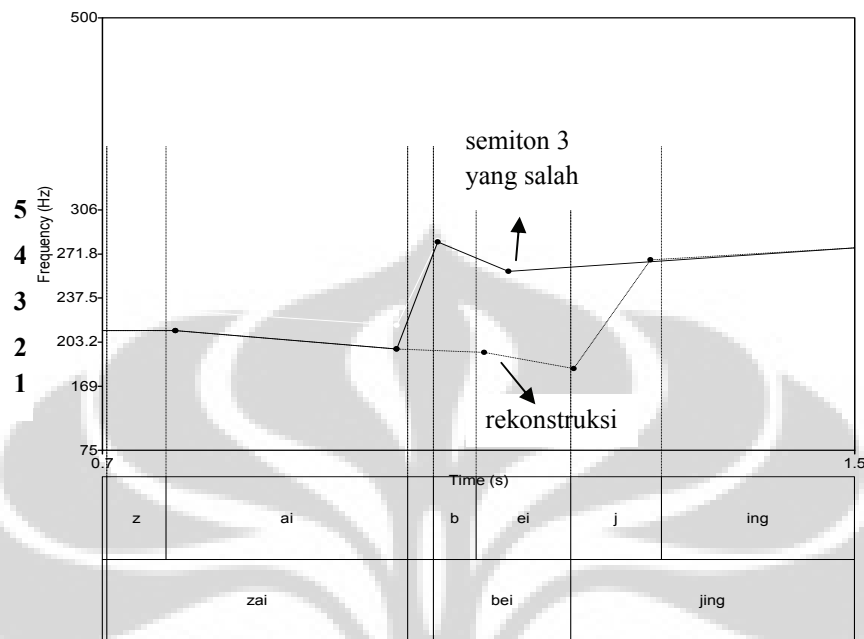 500
semiton 3
yang salah
5 306
4 271.8
3 237.5
2 203.2
1 169
Frequency (Hz)
rekonstruksi
75
0.7 1.5
Time (s)
z ai b ei j ing
zai bei jing